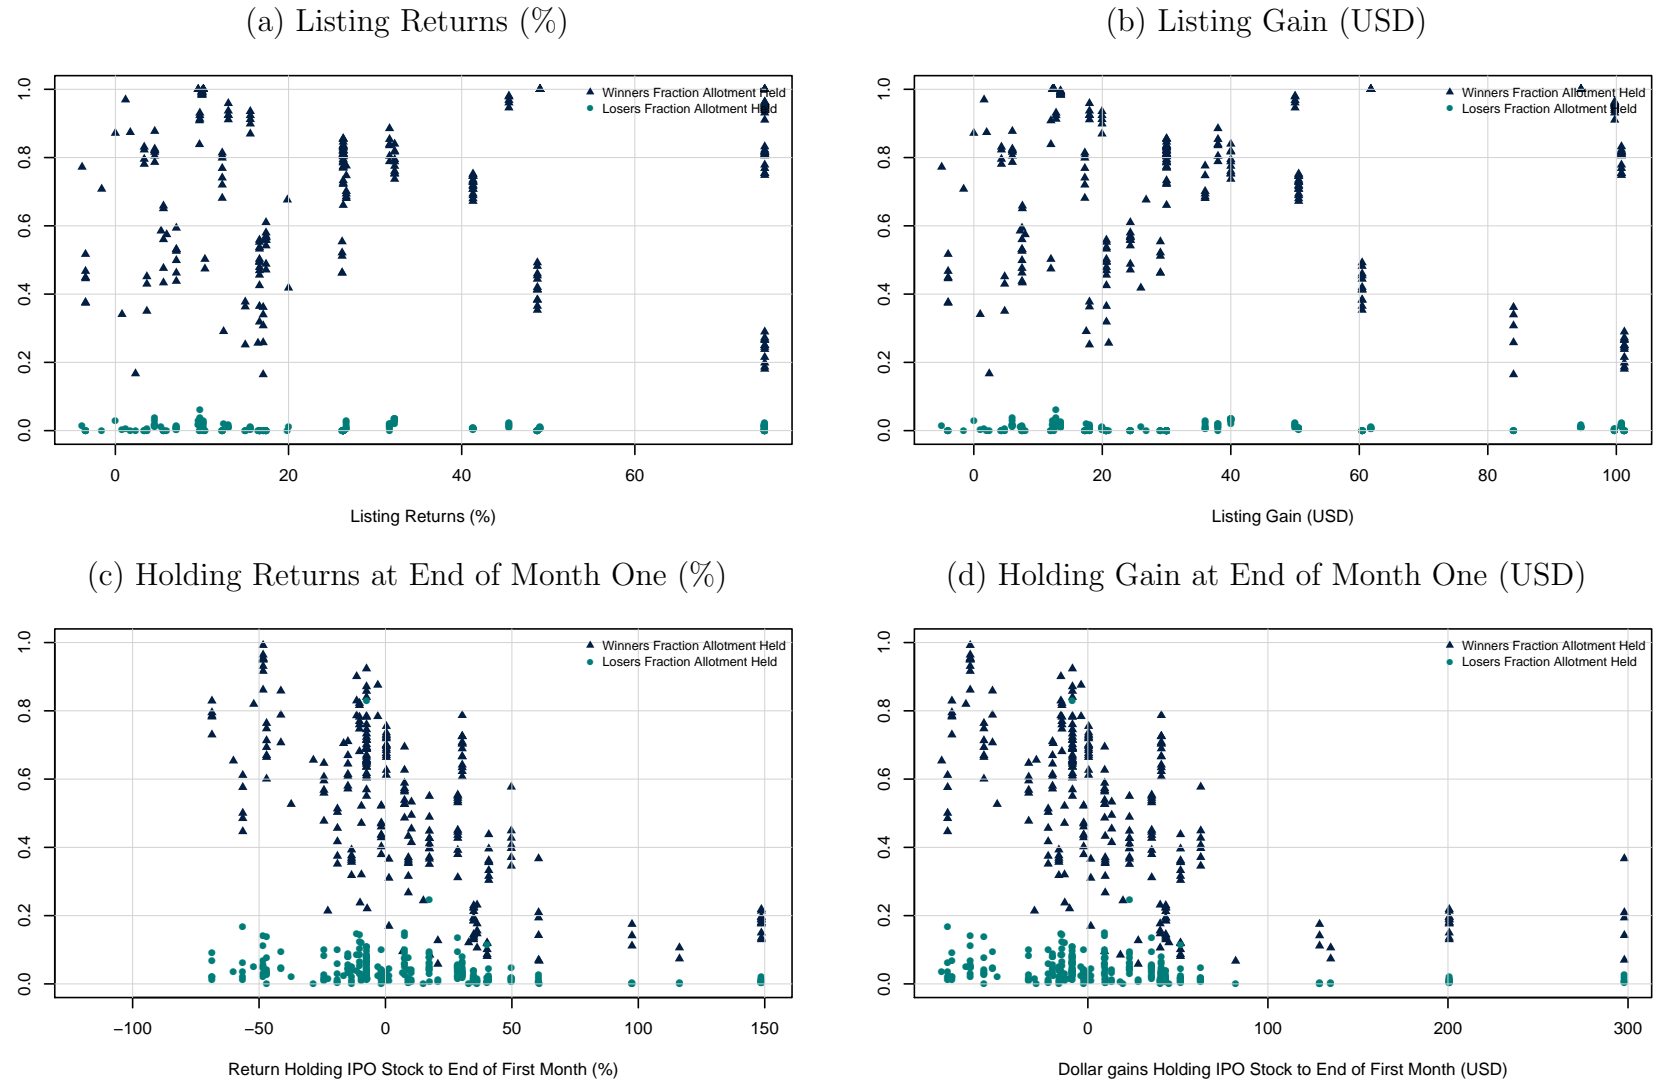 (a) Listing Returns (%)
(b) Listing Gain (USD)
Winners Fraction Allotment Held
Losers Fraction Allotment Held
0.0 0.2 0.4 0.6 0.8 1.0
0 20 40 60
Listing Returns (%)
Winners Fraction Allotment Held
Losers Fraction Allotment Held
0.0 0.2 0.4 0.6 0.8 1.0
0 20 40 60 80 100
Listing Gain (USD)
(c) Holding Returns at End of Month One (%)
(d) Holding Gain at End of Month One (USD)
Winners Fraction Allotment Held
Losers Fraction Allotment Held
0.0 0.2 0.4 0.6 0.8 1.0
−100 −50 0 50 100 150
Return Holding IPO Stock to End of First Month (%)
Winners Fraction Allotment Held
Losers Fraction Allotment Held
0.0 0.2 0.4 0.6 0.8 1.0
0 100 200 300
Dollar gains Holding IPO Stock to End of First Month (USD)